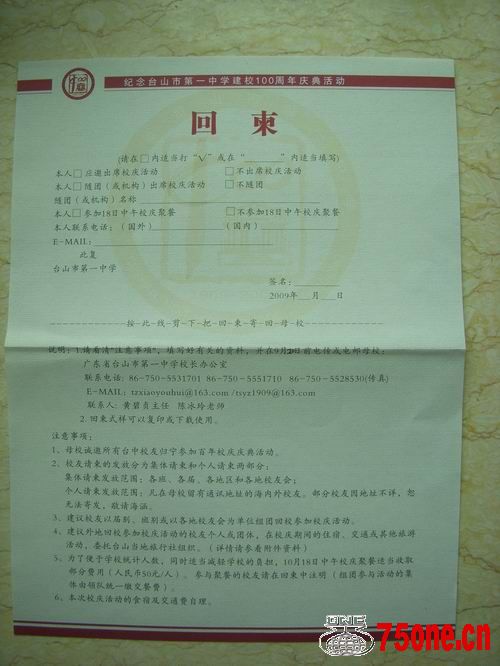 纪念台山市第一中学建校100周年庆典活动
回柬
(请在□内适当打“√”或在“______”内适当填写)
本人□应邀出席校庆活动 □不出席校庆活动
本人□随团(或机构)出席校庆活动 □不随团
随团(或机构)名称
本人□参加18日中午校庆聚餐 □不参加18日中午校庆聚餐
本人联系电话:(国外) (国内)
E-MAIL:
此复
台山市第一中学
签名:
2009年 月 日
按-此-线-剪-下-把-回-柬-寄-回-母-校
说明:1.请看清“注意事项”,填写好有关的资料,并在9月20日前电传或电邮母校:
广东省台山市第一中学校长办公室
联系电话:86-750-5531701 86-750-5551710 86-750-5528530(传真)
E-MAIL:tzxiaoyouhui@163.com /tsyz1909@163.com
联系人:黄碧贞主任 陈冰玲老师
2. 回柬式样可以复印或下载使用。
注意事项:
1、母校诚邀所有台中校友归宁参加百年校庆庆典活动。
2、校友请柬的发放分为集体请柬和个人请柬两部分:
集体请柬发放范围:各班、各届、各地区和各地校友会;
个人请柬发放范围:凡在母校留有通讯地址的海内外校友。部分校友因地址不详,恕
无法寄发,敬请海涵。
3、建议校友以届别、班别或以各地校友会为单位组团回校参加校庆活动。
4、建议外地回校参加校庆活动的校友个人或团体,在校庆期间的住宿、交通或其他旅游
活动,委托台山当地旅行社组织。(详情请参看附件资料)
5、为了便于学校统计人数,同时适当减轻学校的负担,10月18日中午校庆聚餐适当收取
部分费用(人民币50元/人)。参与聚餐的校友请在回柬中注明(组团参与活动的集
体由领队统一缴交餐费)。
6、本次校庆活动的食宿及交通费自理。
75one.cn